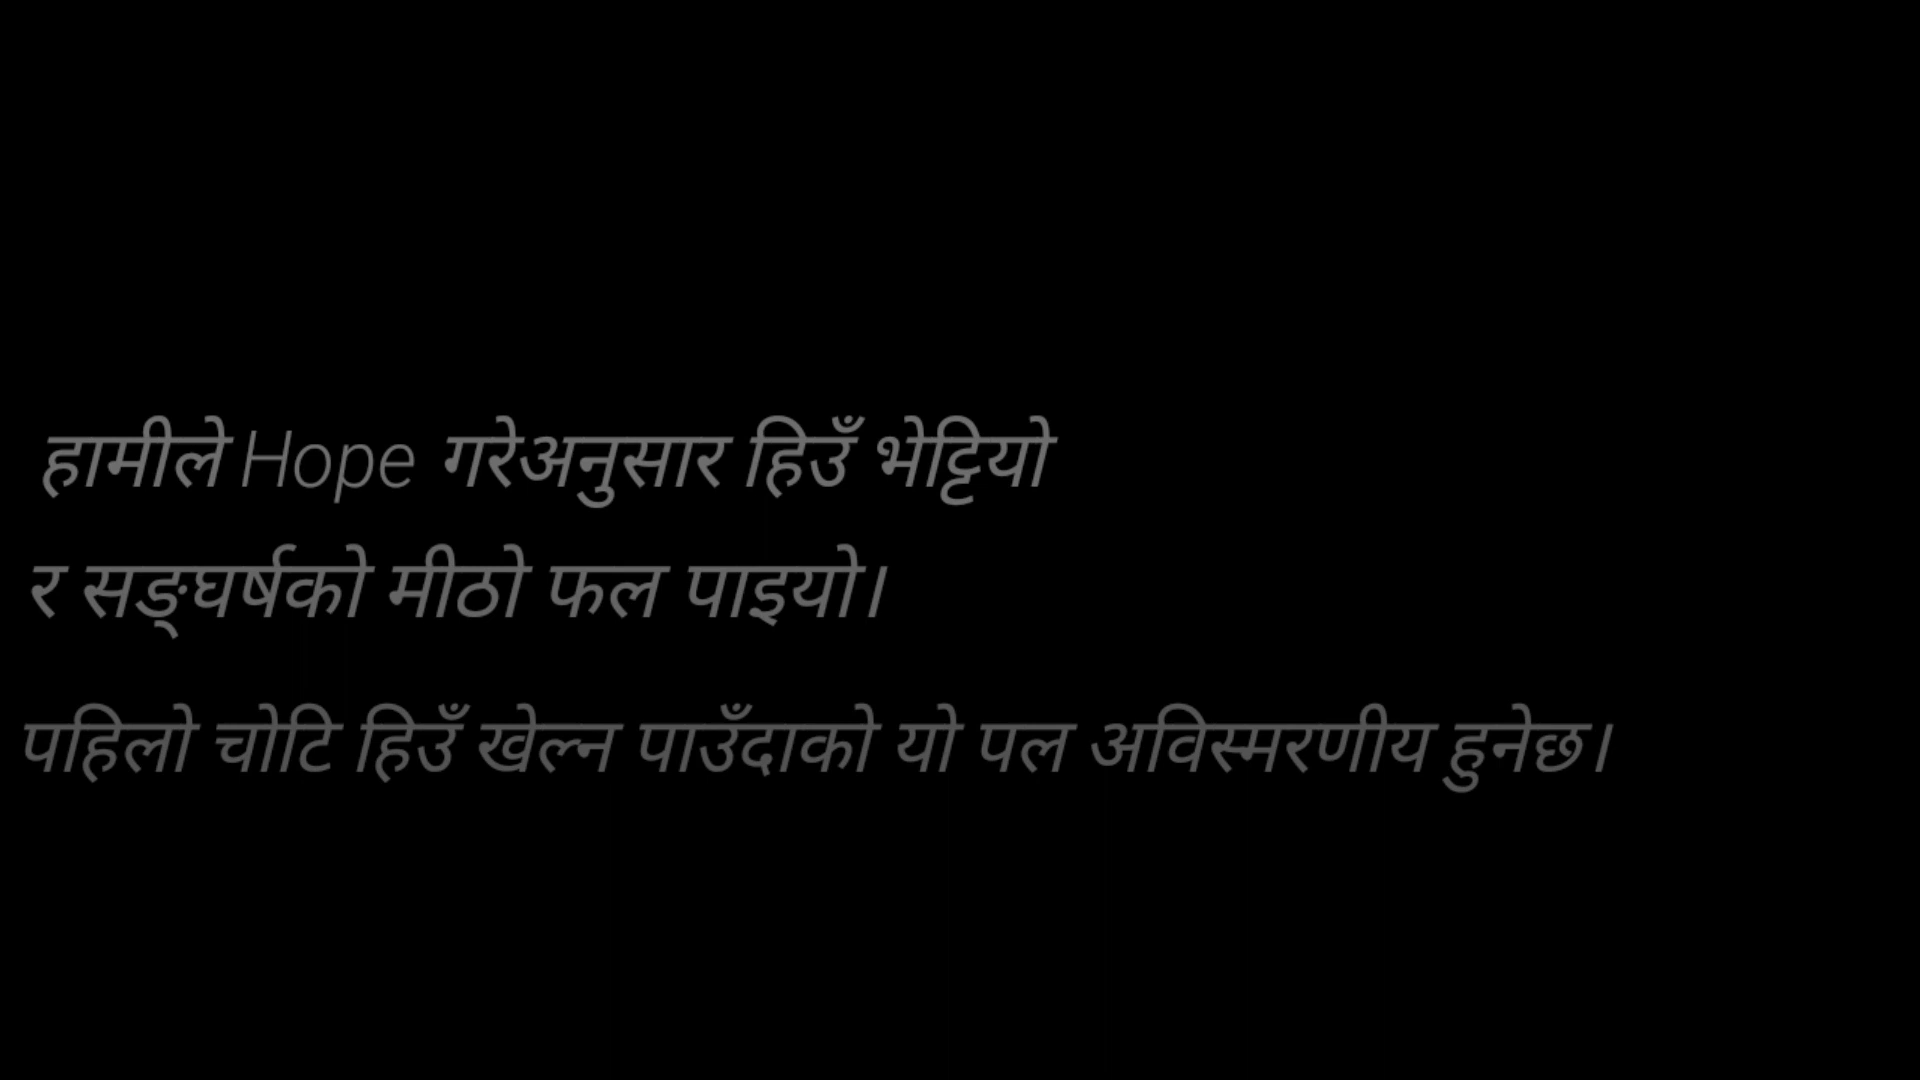 हामीले Hope गरेअनुसार हिउँ भेट्टियो
र सङ्घर्षको मीठो फल पाइयो।
पहिलो चोटि हिउँ खेल्न पाउँदाको यो पल अविस्मरणीय हुनेछ।